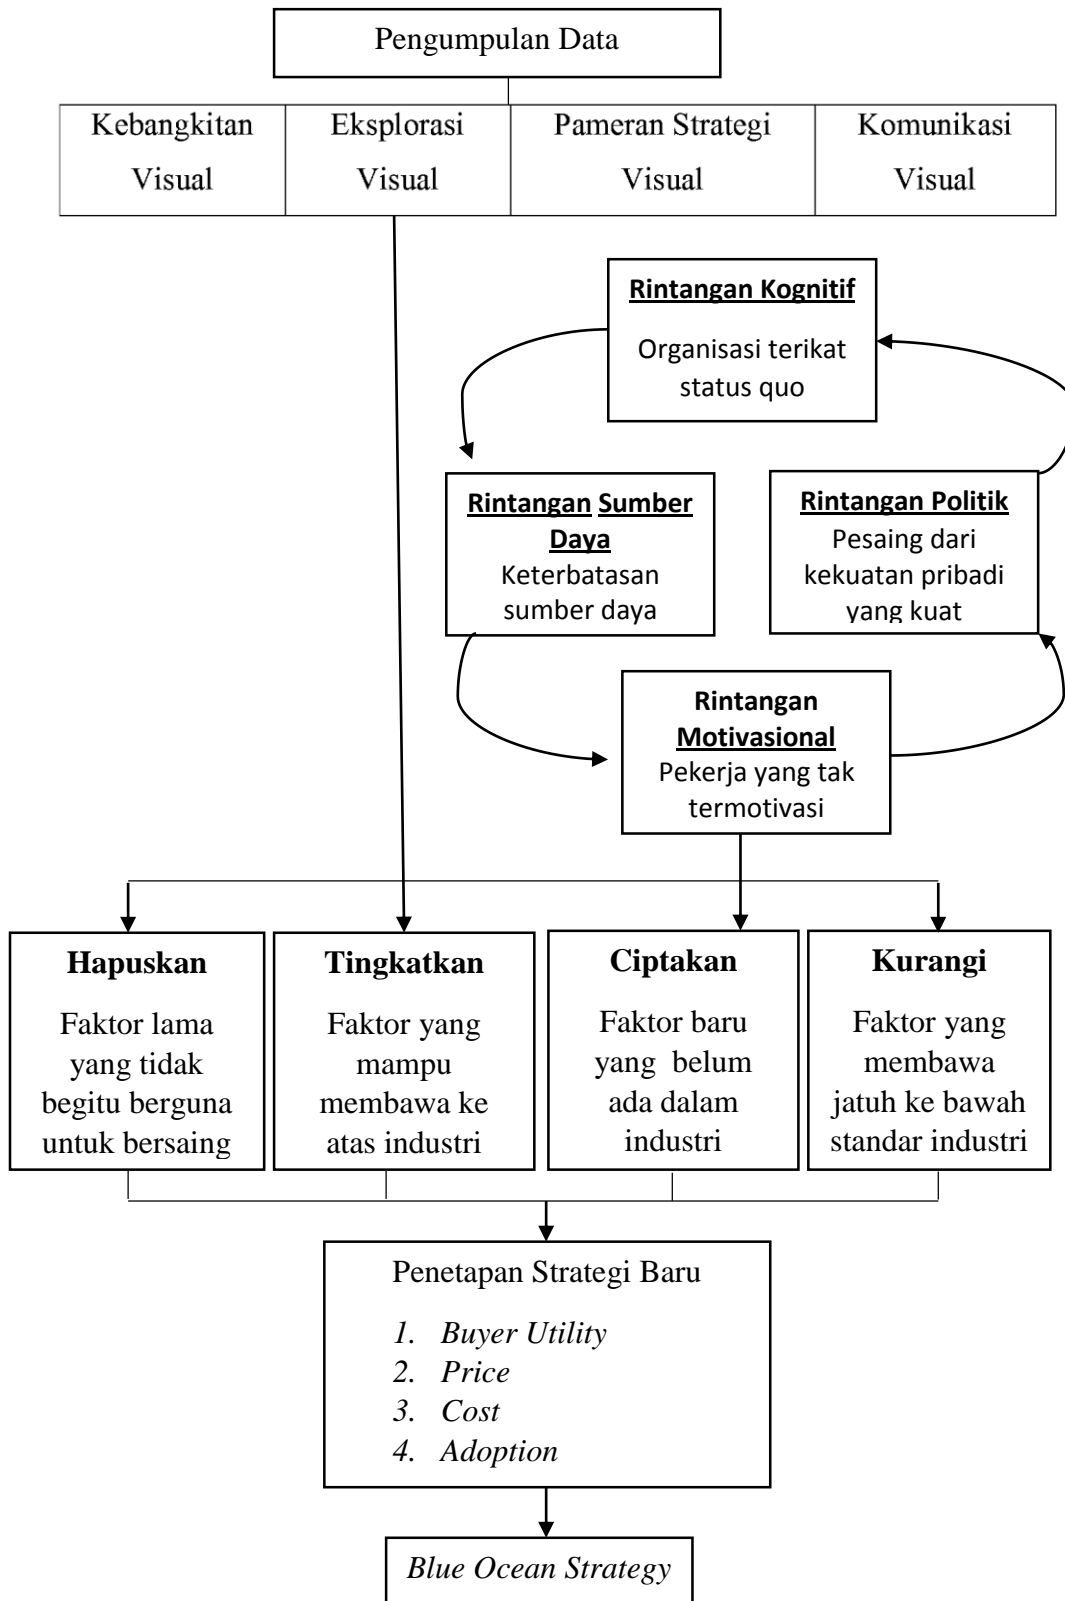 Pengumpulan Data
Kebangkitan
Visual
Eksplorasi
Visual
Pameran Strategi
Visual
Komunikasi
Visual
Rintangan Kognitif
Organisasi terikat
status quo
Rintangan Sumber
Daya
Keterbatasan
sumber daya
Rintangan Politik
Pesaing dari
kekuatan pribadi
yang kuat
Rintangan
Motivasional
Pekerja yang tak
termotivasi
Hapuskan
Faktor lama
yang tidak
begitu berguna
untuk bersaing
Tingkatkan
Faktor yang
mampu
membawa ke
atas industri
Ciptakan
Faktor baru
yang belum
ada dalam
industri
Kurangi
Faktor yang
membawa
jatuh ke bawah
standar industri
Penetapan Strategi Baru
1. Buyer Utility
2. Price
3. Cost
4. Adoption
Blue Ocean Strategy